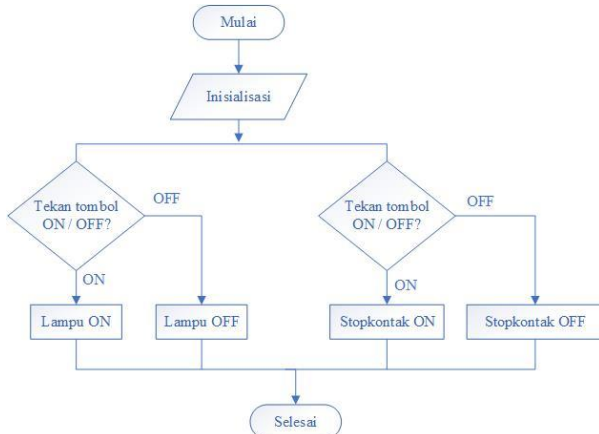 Mulai
Inisialisasi
Tekan tombol
ON / OFF?
OFF
ON
Tekan tombol
ON / OFF?
OFF
ON
Lampu ON
Lampu OFF
Stopkontak ON
Stopkontak OFF
Selesai